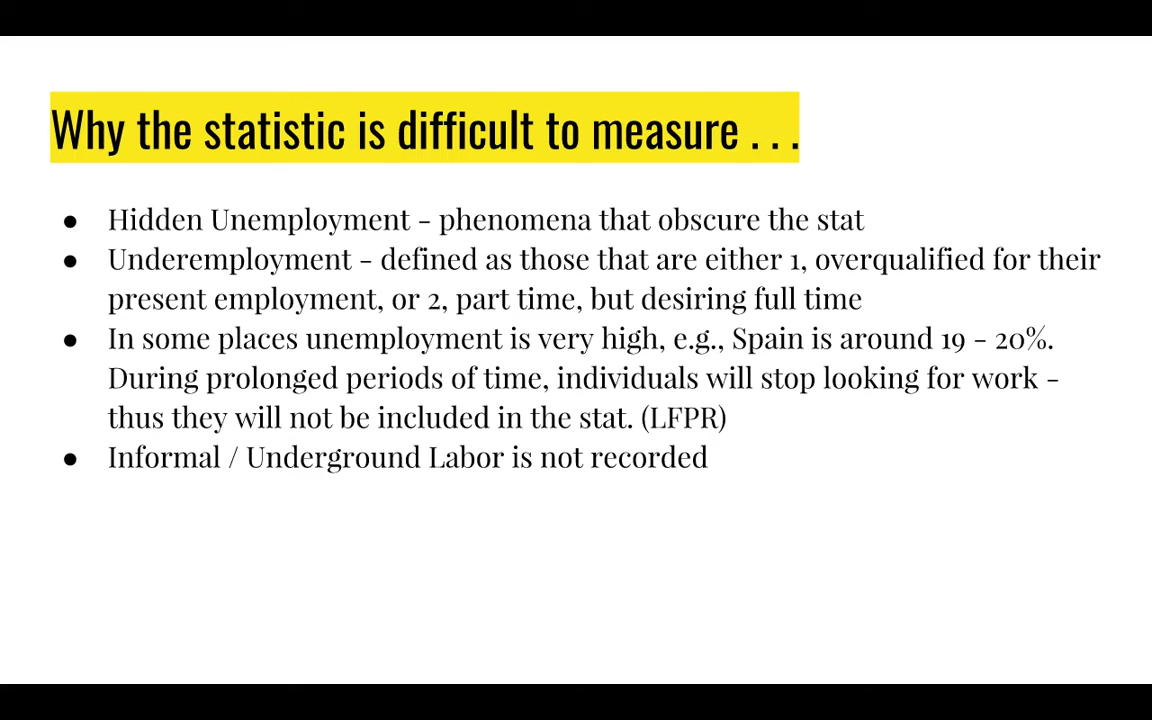 Why the statistic is difficult to measure . . .
● Hidden Unemployment - phenomena that obscure the stat
● Underemployment - defined as those that are either 1, overqualified for their
present employment, or 2, part time, but desiring full time
● In some places unemployment is very high, e.g., Spain is around 19 - 20%.
During prolonged periods of time, individuals will stop looking for work -
thus they will not be included in the stat. (LFPR)
● Informal / Underground Labor is not recorded